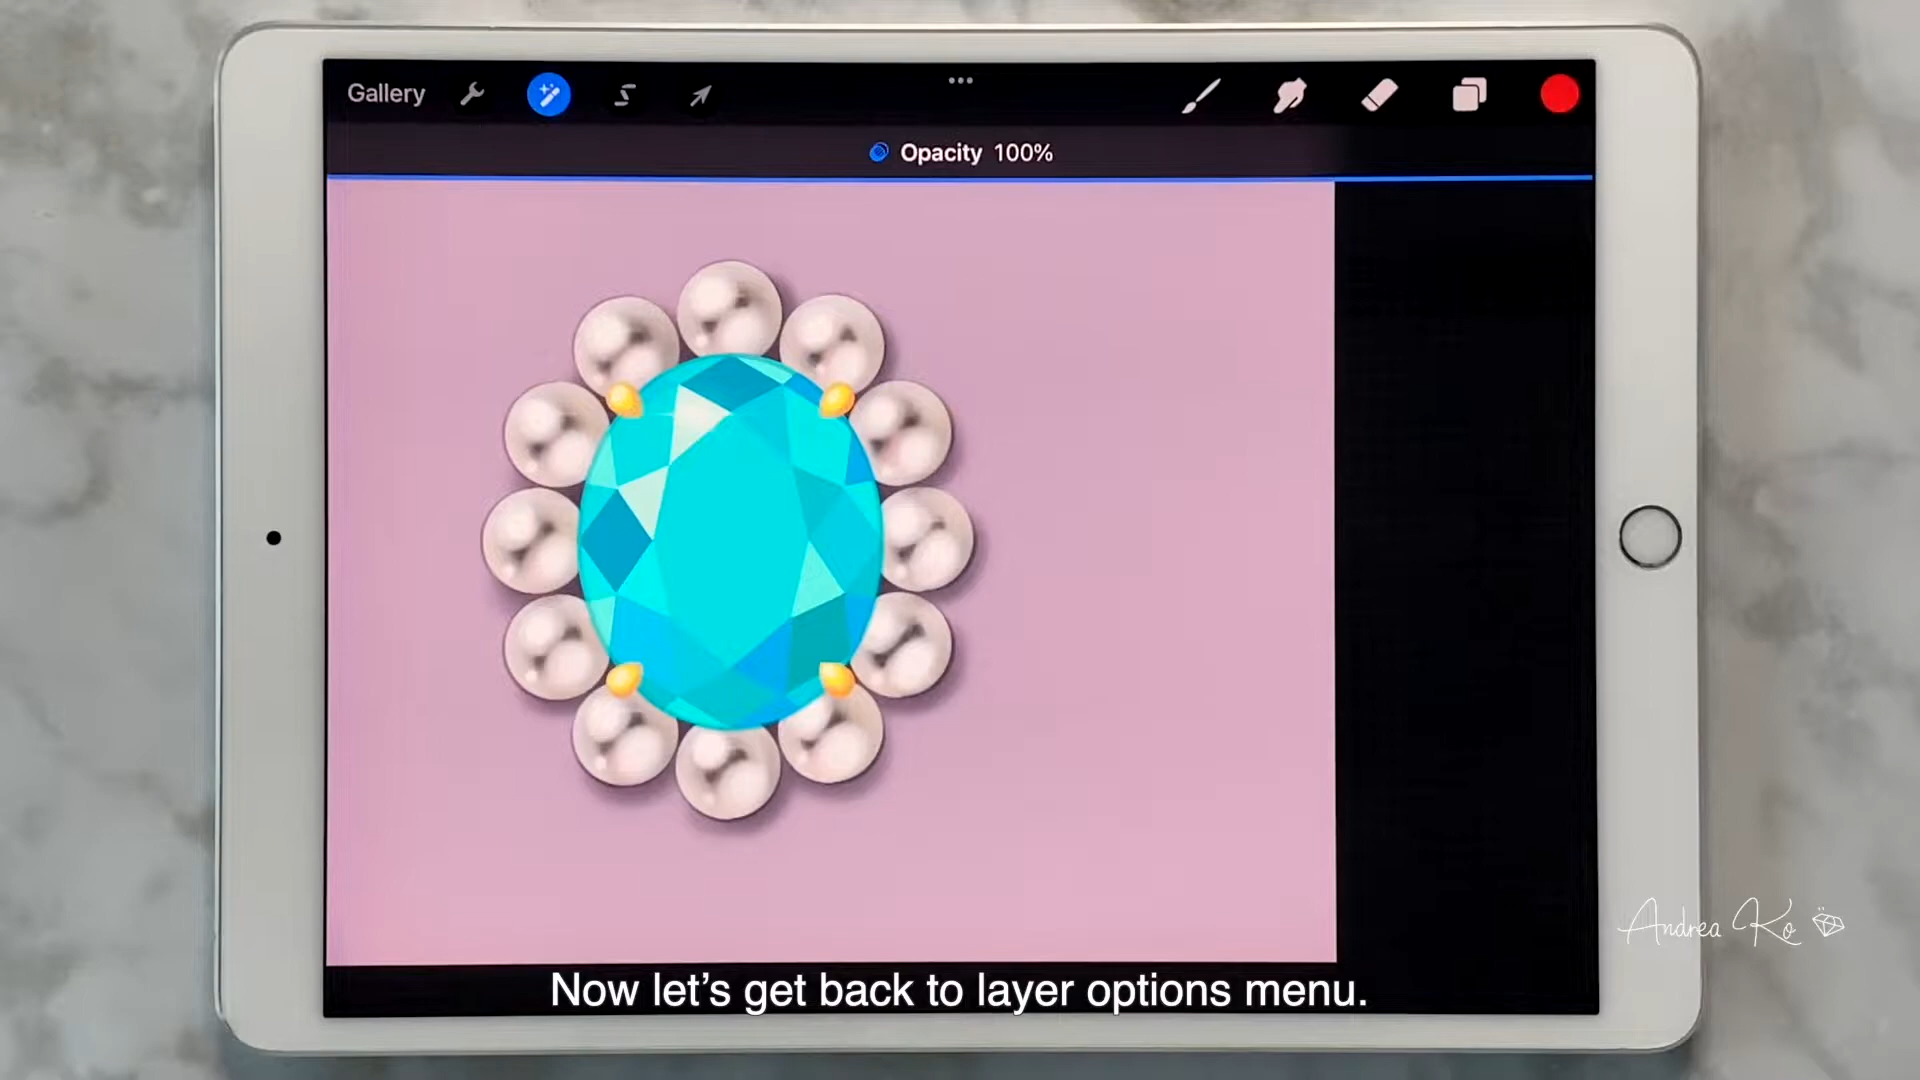 Gallery
Opacity 100%
Andrea Ko
Now let's get back to layer options menu.